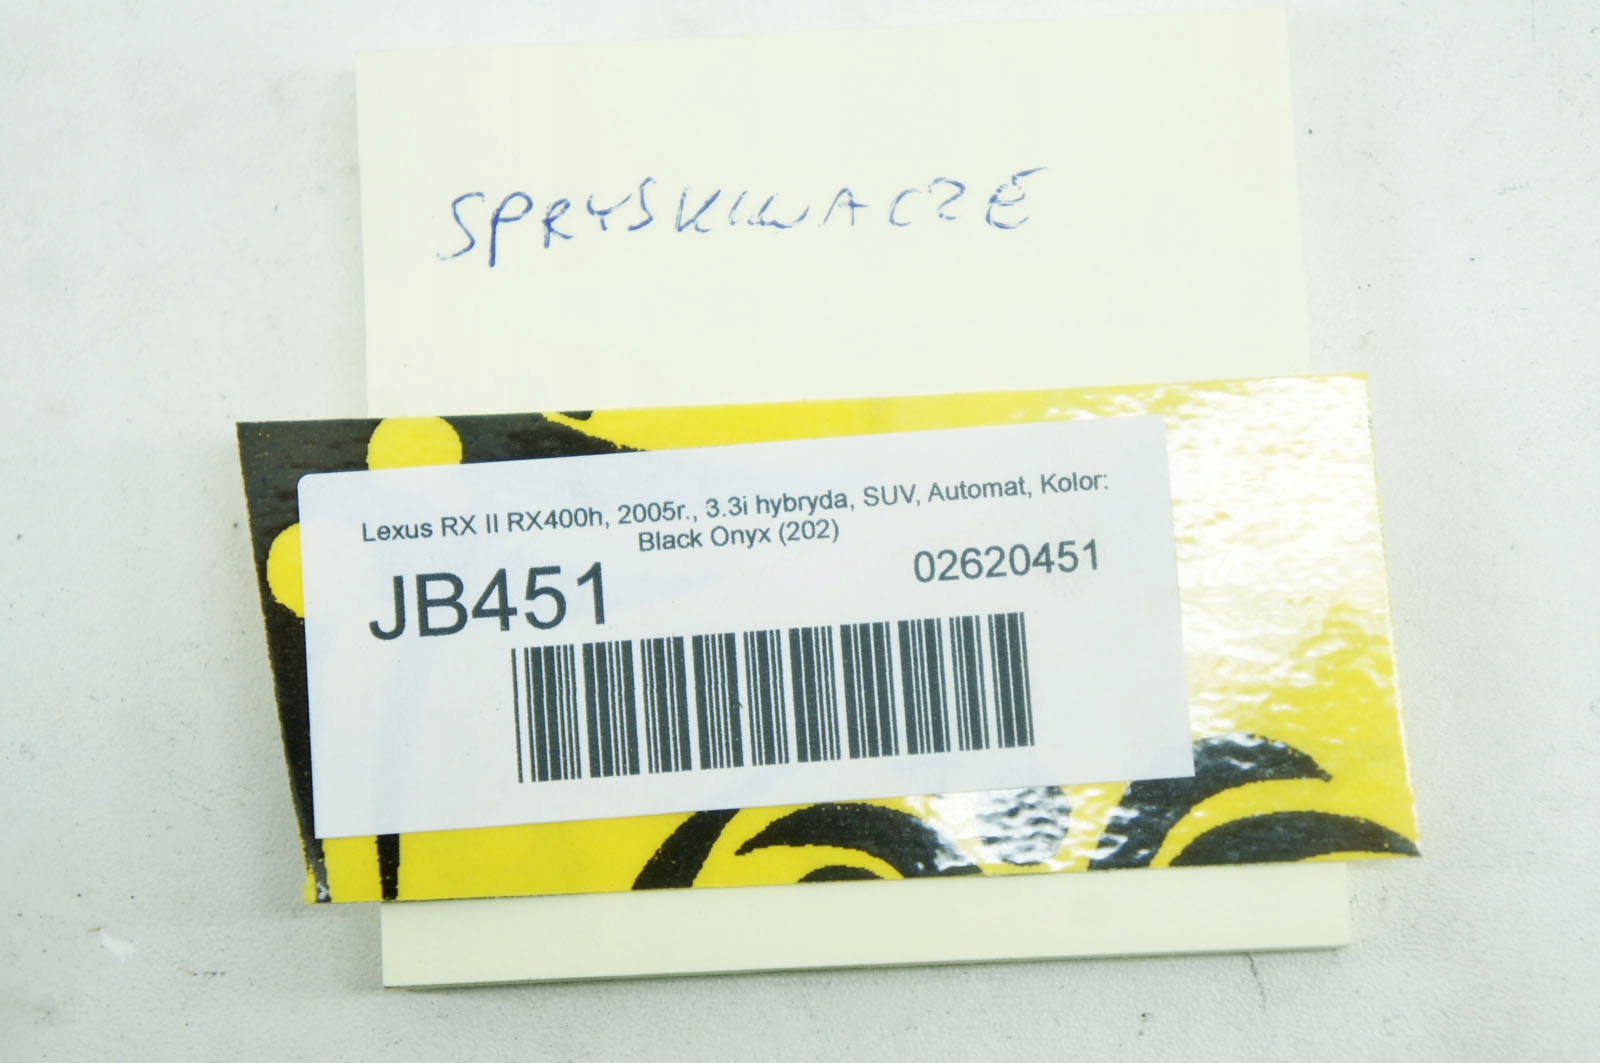 SPRYSKIWACZE
Lexus RX II RX400h, 2005r., 3.3i hybryda, SUV, Automat, Kolor:
Black Onyx (202)
JB451
02620451